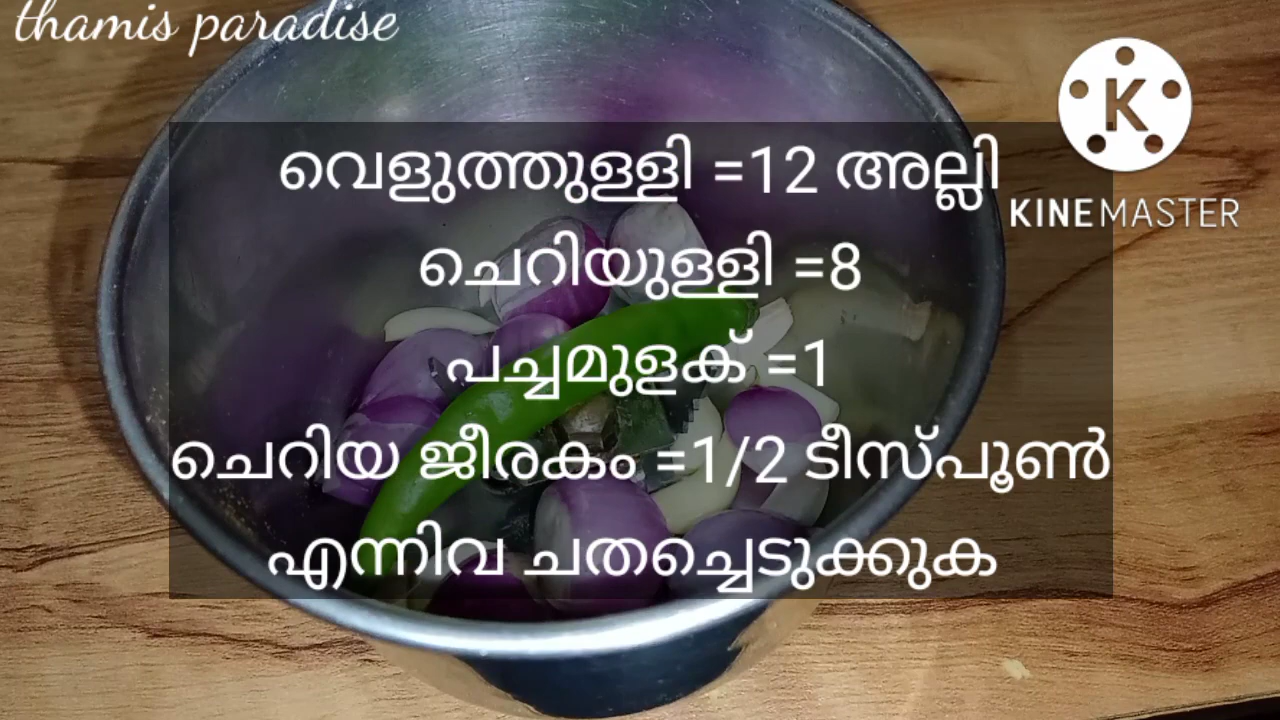 thamis paradise
K
KINEMASTER
വെളുത്തുള്ളി =12 അല്ലി
ചെറിയുള്ളി =8
പച്ചമുളക് =1
ചെറിയ ജീരകം =1/2 ടീസ്പൂൺ
എന്നിവ ചതച്ചെടുക്കുക